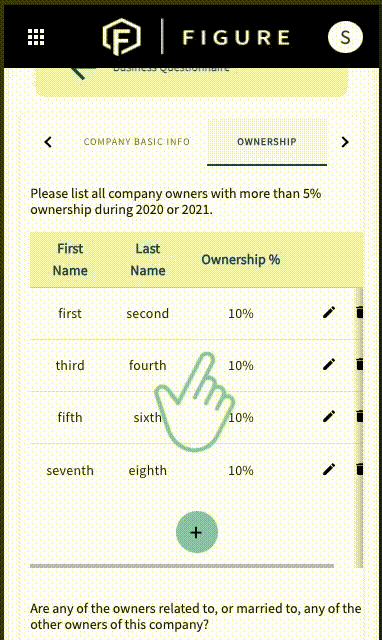 FIGURE
S
Business Questionnaire
COMPANY BASIC INFO OWNERSHIP
Please list all company owners with more than 5%
ownership during 2020 or 2021.
First Last Ownership %
Name Name
first second 10%
third fourth 10%
fifth sixth 10%
seventh eighth 10%
+
Are any of the owners related to, or married to, any of the
other owners of this company?